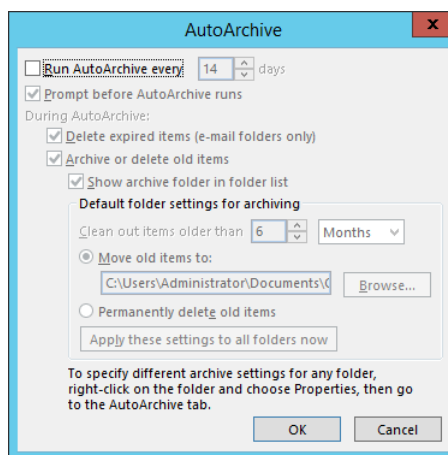 AutoArchive
x
Run AutoArchive every 14 days
Prompt before AutoArchive runs
During AutoArchive:
Delete expired items (e-mail folders only)
Archive or delete old items
Show archive folder in folder list
Default folder settings for archiving
Clean out items older than 6 Months
Move old items to:
C:\Users\Administrator\Documents\ Browse...
Permanently delete old items
Apply these settings to all folders now
To specify different archive settings for any folder,
right-click on the folder and choose Properties, then go
to the AutoArchive tab.
OK Cancel